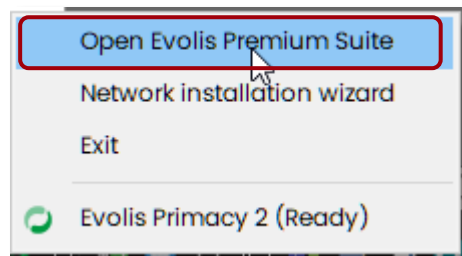 Open Evolis Premium Suite
Network installation wizard
Exit
Evolis Primacy 2 (Ready)